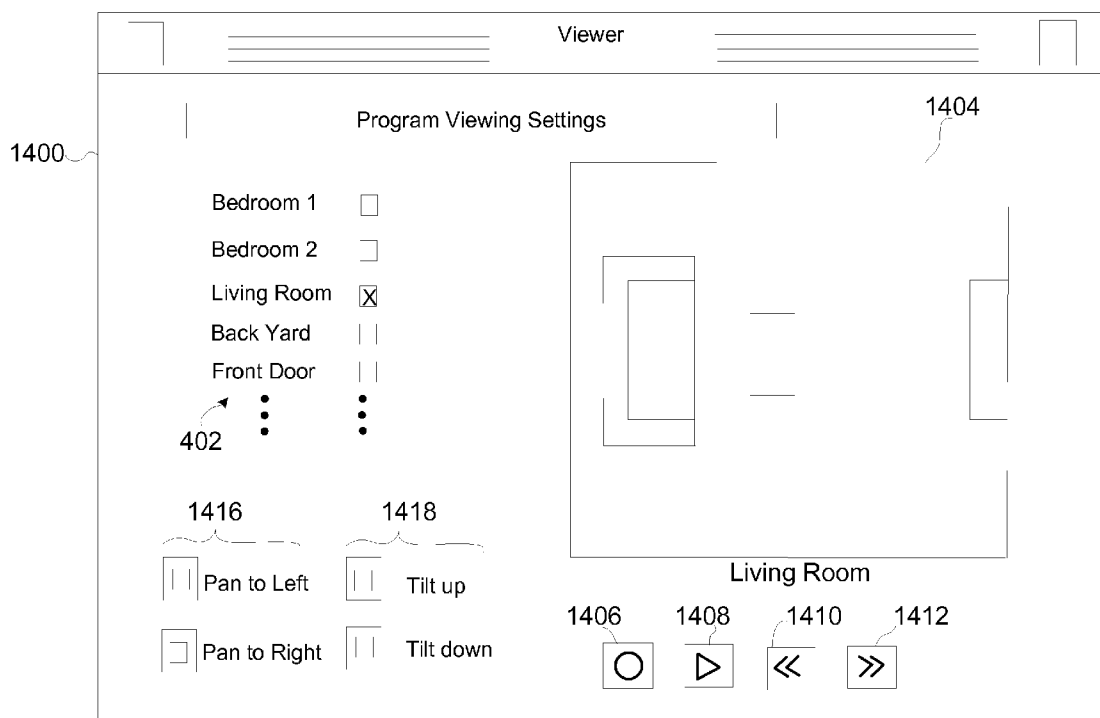 Viewer
Program Viewing Settings
1404
1400
Bedroom 1
Bedroom 2
Living Room X
Back Yard
Front Door
402
1416 1418
Pan to Left Tilt up
Pan to Right Tilt down
Living Room
1406 1408 1410 1412